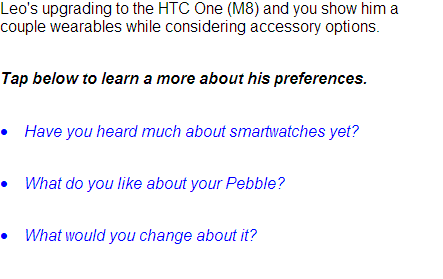 Leo's upgrading to the HTC One (M8) and you show him a
couple wearables while considering accessory options.
Tap below to learn a more about his preferences.
• Have you heard much about smartwatches yet?
• What do you like about your Pebble?
• What would you change about it?